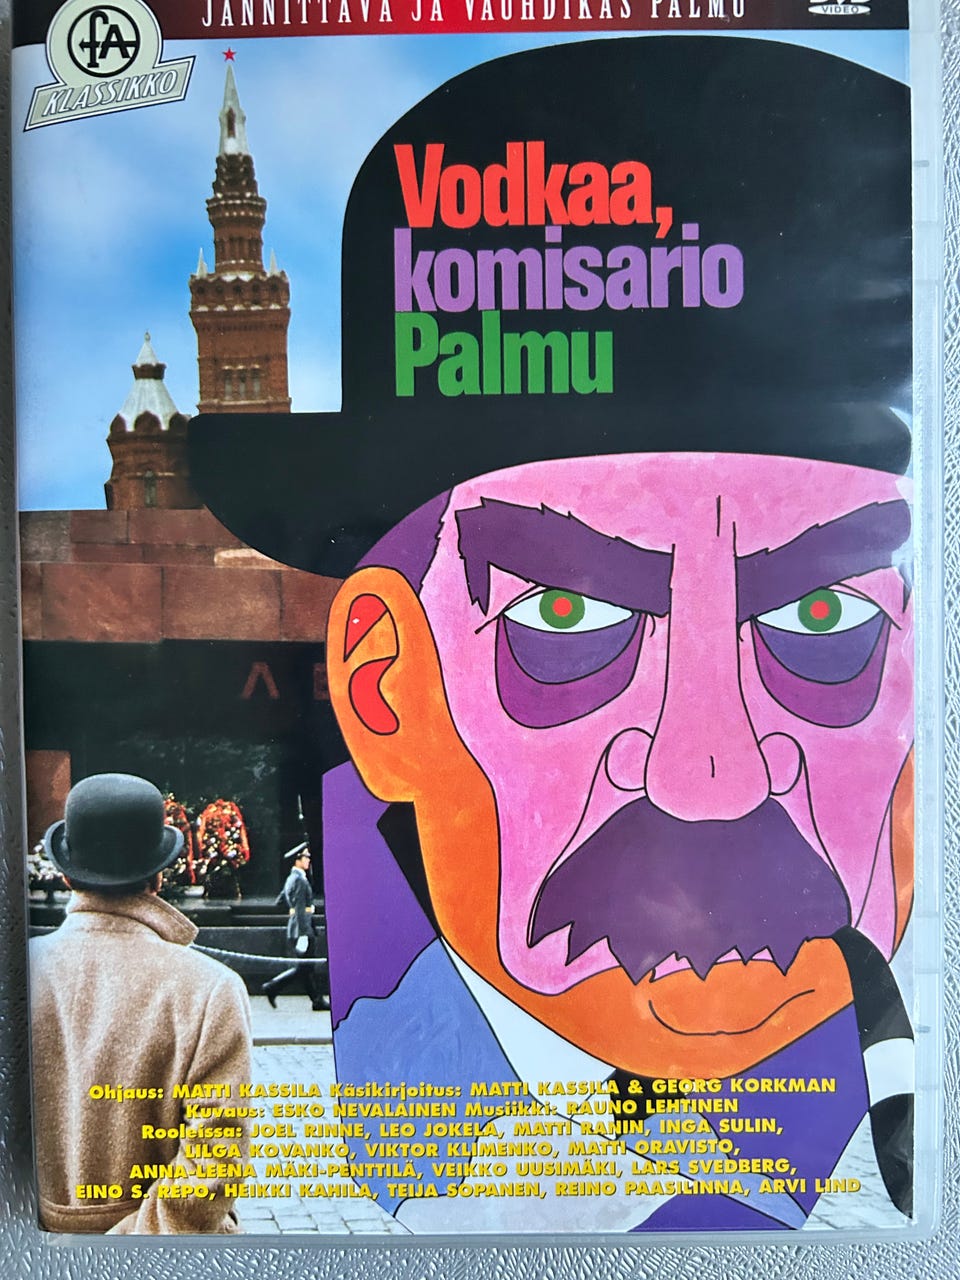 JÄNNITTÄVÄ JA VAUHDIKAS PALMU
VIDEO
fA
KLASSIKKO
Vodkaa,
komisario
Palmu
Ohjaus: MATTI KASSILA Käsikirjoitus: MATTI KASSILA & GEORG KORKMAN
Kuvaus: ESKO NEVALAINEN Musiikki: RAUNO LEHTINEN
Rooleissa: JOEL RINNE, LEO JOKELA, MATTI RANIN, INGA SULIN,
LILGA KOVANKO, VIKTOR KLIMENKO, MATTI ORAVISTO,
ANNA-LEENA MÄKI-PENTTILÄ, VEIKKO UUSIMÄKI, LARS SVEDBERG,
EINO S. REPO, HEIKKI KAHILA, TEIJA SOPANEN, REINO PAASILINNA, ARVI LIND